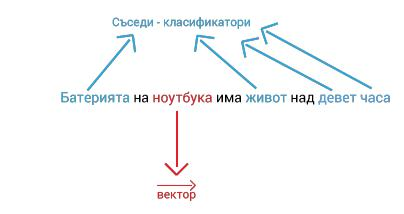 Съседи - класификатори
Батерията на ноутбука има живот над девет часа
вектор